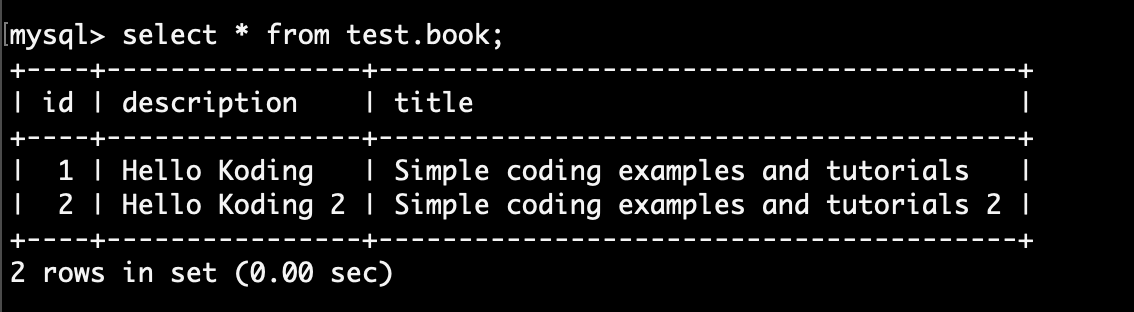 [mysql> select * from test.book;
+----+----------------+----------------------------------------+
| id | description    | title                                  |
+----+----------------+----------------------------------------+
|  1 | Hello Koding   | Simple coding examples and tutorials   |
|  2 | Hello Koding 2 | Simple coding examples and tutorials 2 |
+----+----------------+----------------------------------------+
2 rows in set (0.00 sec)